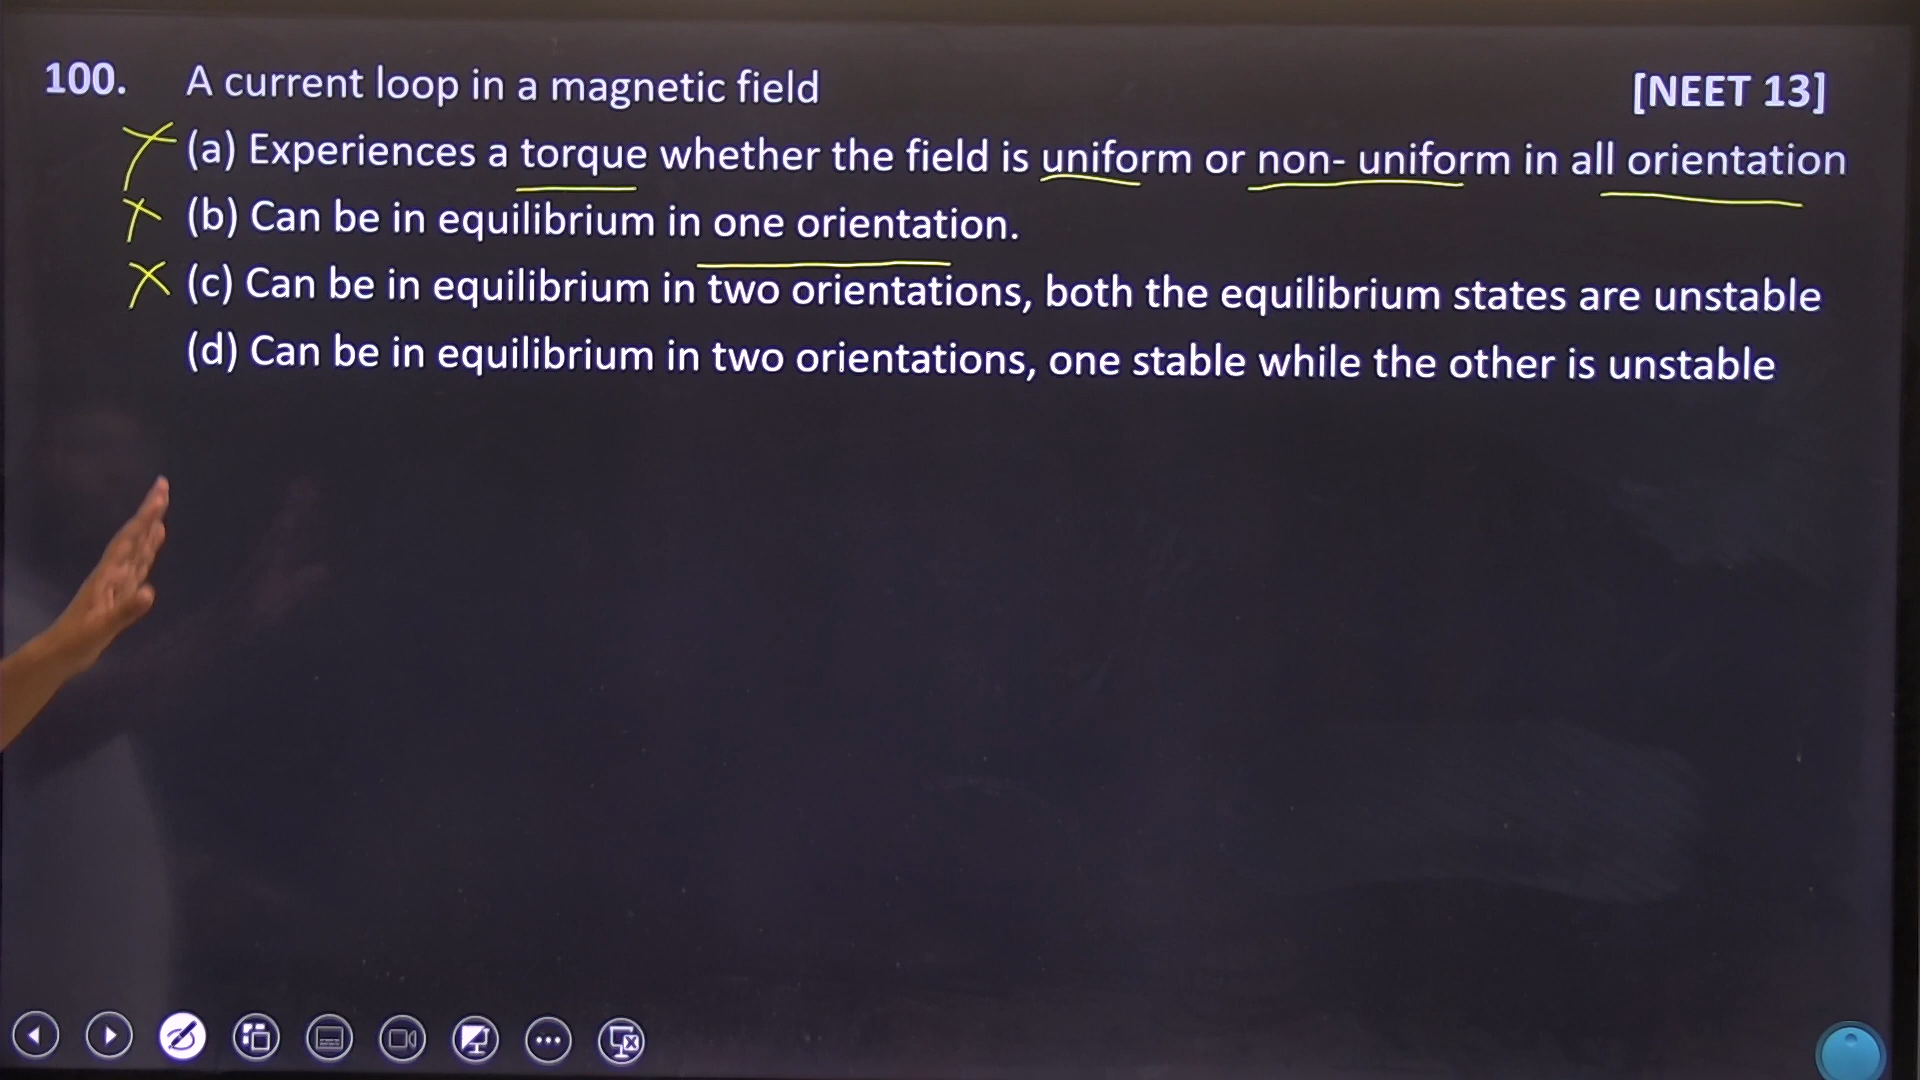 100. A current loop in a magnetic field [NEET 13]
(a) Experiences a torque whether the field is uniform or non- uniform in all orientation
(b) Can be in equilibrium in one orientation.
(c) Can be in equilibrium in two orientations, both the equilibrium states are unstable
(d) Can be in equilibrium in two orientations, one stable while the other is unstable